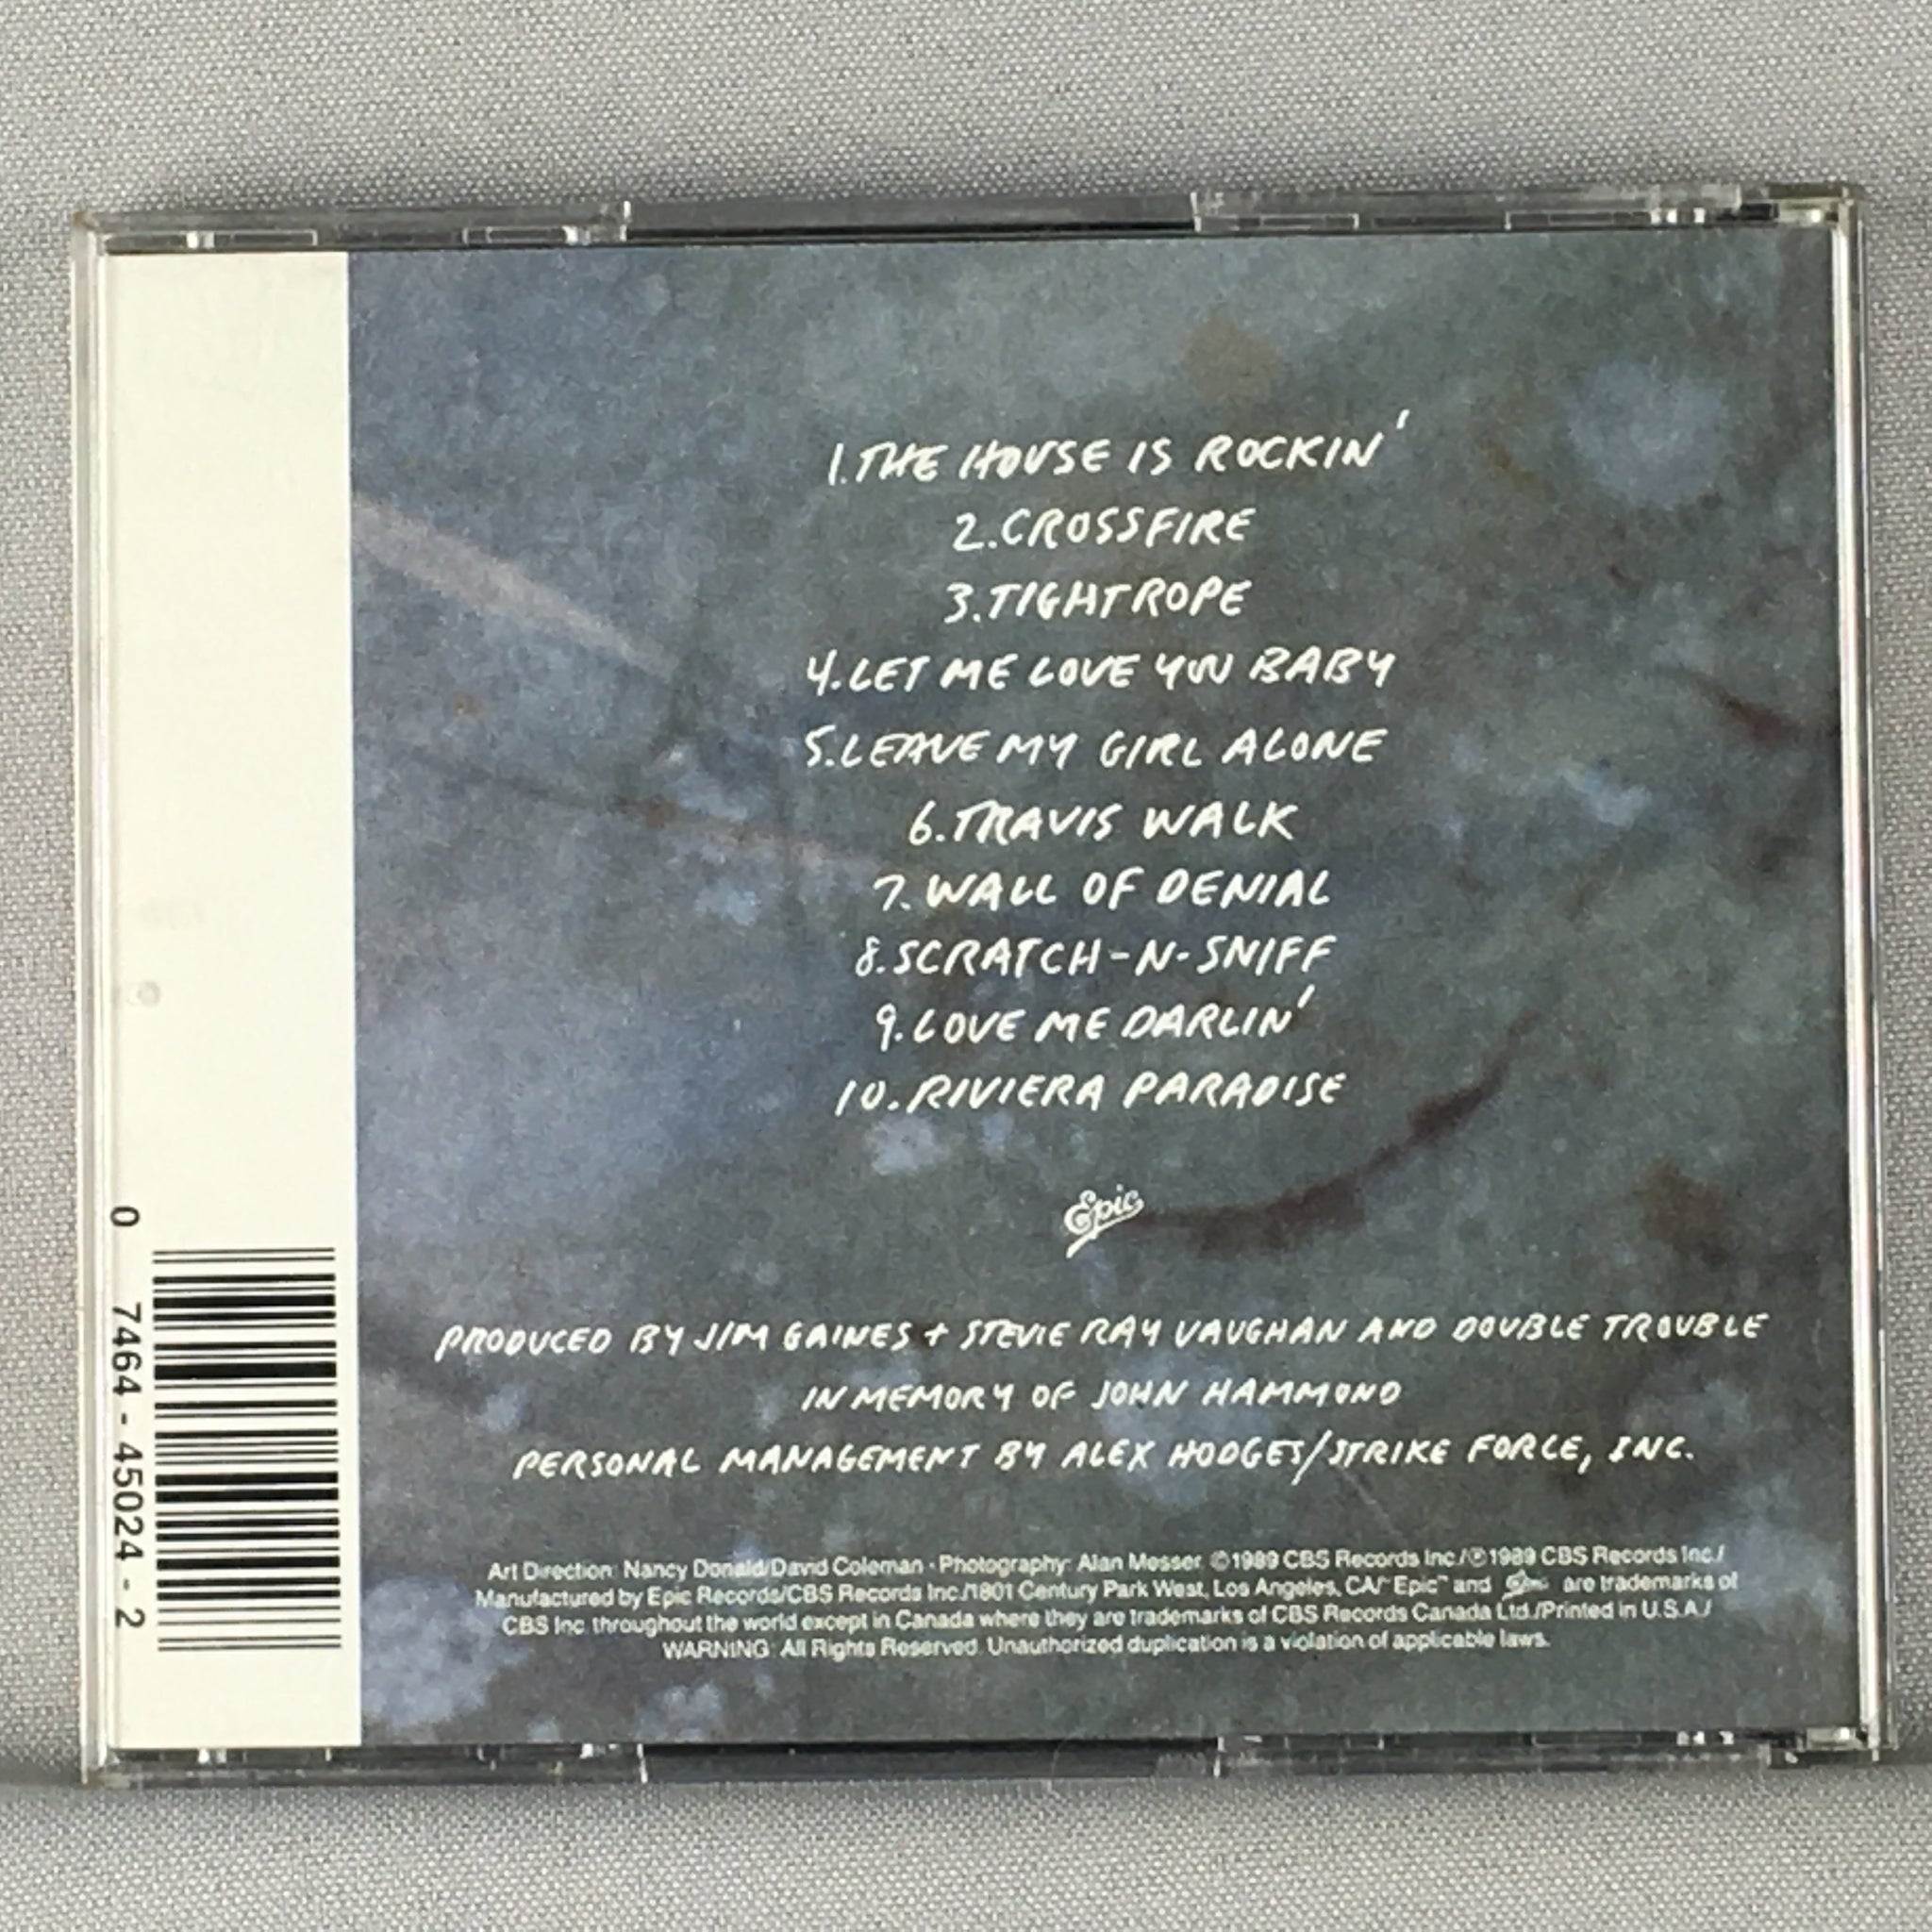 1. THE HOUSE IS ROCKIN'
2. CROSSFIRE
3. TIGHTROPE
4. LET ME LOVE YOU BABY
5. LEAVE MY GIRL ALONE
6. TRAVIS WALK
7. WALL OF DENIAL
8. SCRATCH-N-SNIFF
9. LOVE ME DARLIN'
10. RIVIERA PARADISE
Epic
PRODUCED BY JIM GAINES + STEVIE RAY VAUGHAN AND DOUBLE TROUBLE
IN MEMORY OF JOHN HAMMOND
PERSONAL MANAGEMENT BY ALEX HODGES/STRIKE FORCE, INC.
Art Direction: Nancy Donald/David Coleman · Photography: Alan Messer ©1989 CBS Records Inc./℗1989 CBS Records Inc./
Manufactured by Epic Records/CBS Records Inc./1801 Century Park West, Los Angeles, CA/"Epic" and Epic are trademarks of
CBS Inc. throughout the world except in Canada where they are trademarks of CBS Records Canada Ltd./Printed in U.S.A./
WARNING: All Rights Reserved. Unauthorized duplication is a violation of applicable laws.
0 7464-45024-2